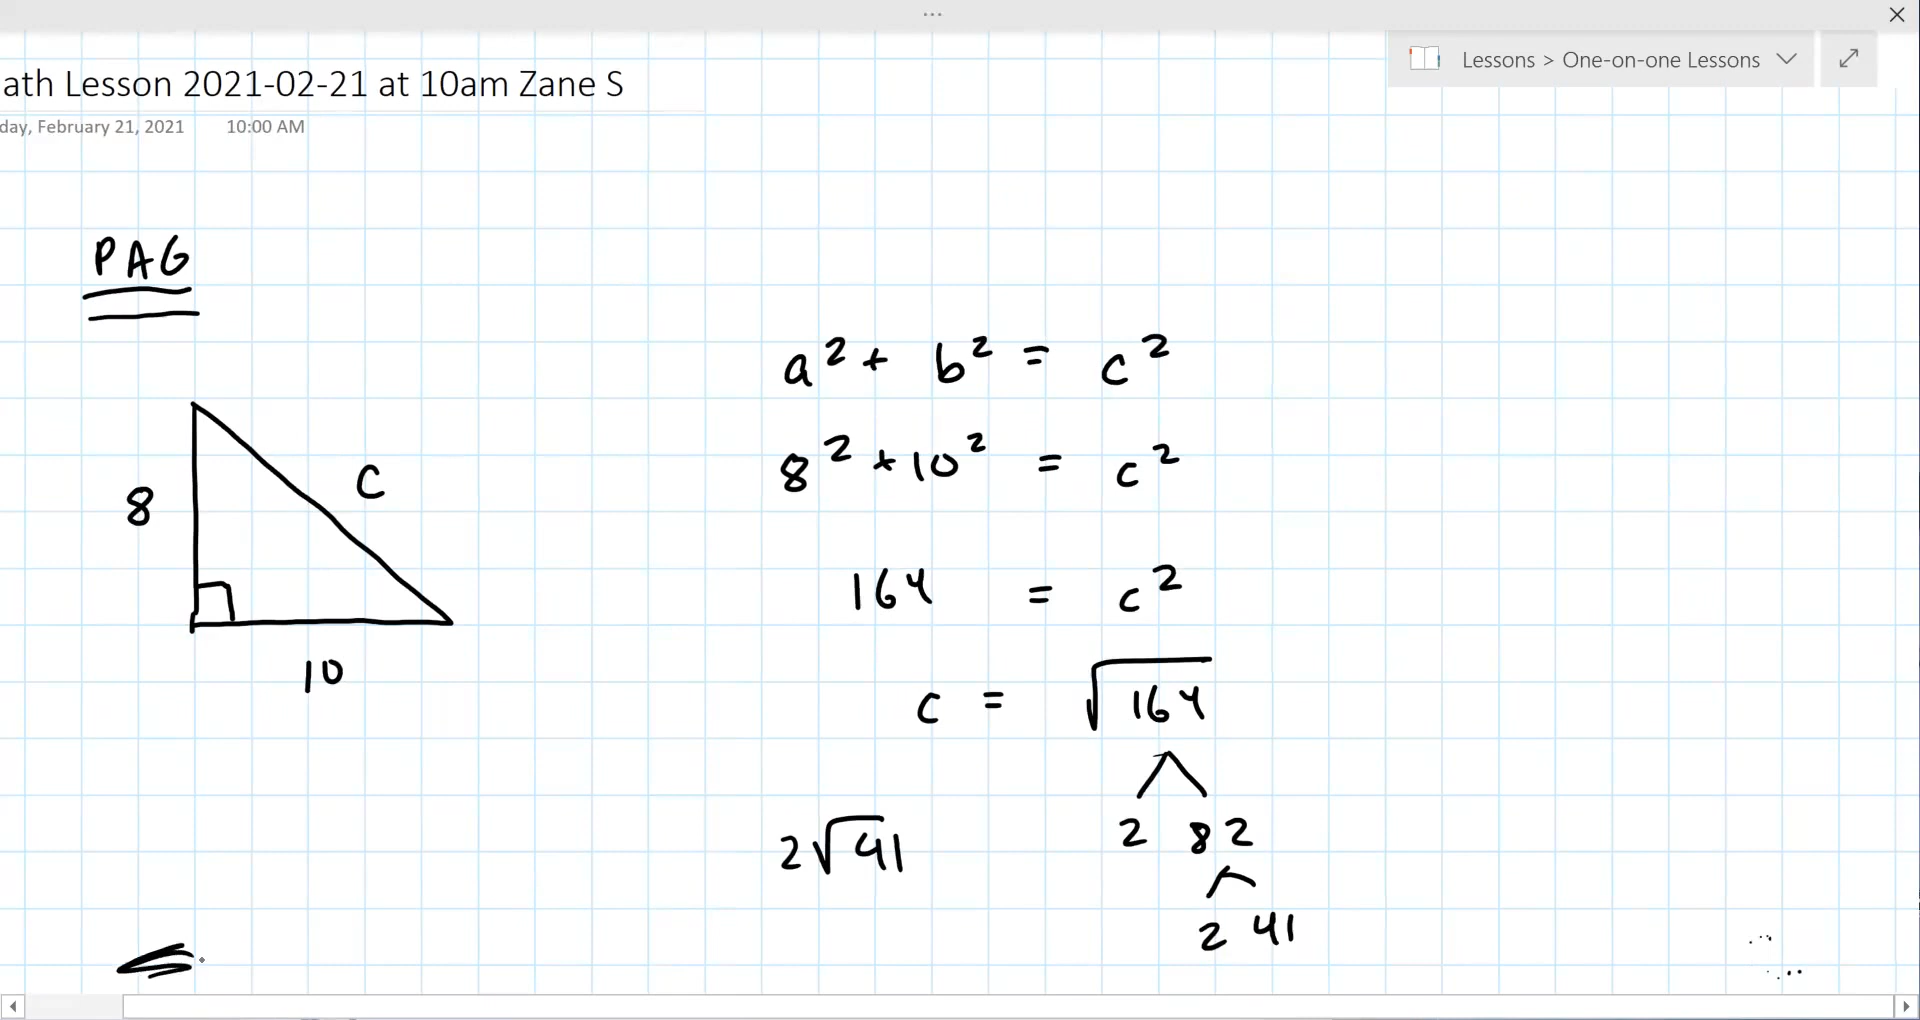 ...
Lessons > One-on-one Lessons
ath Lesson 2021-02-21 at 10am Zane S
day, February 21, 2021 10:00 AM
PAG
8
C
10
a² + b² = c²
8² + 10² = c²
164 = c²
c = √164
2 82
2√41
2 41